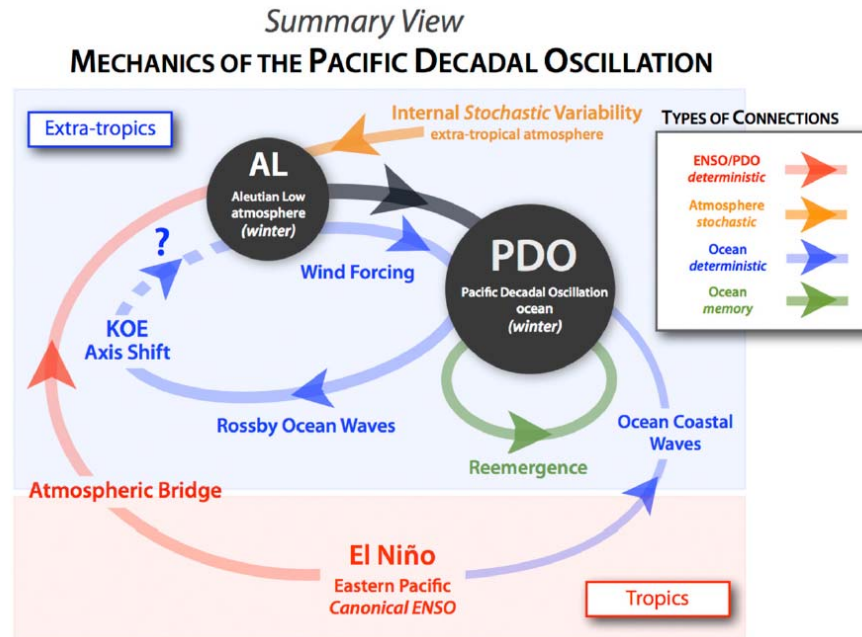 Summary View
MECHANICS OF THE PACIFIC DECADAL OSCILLATION
Extra-tropics
Internal Stochastic Variability
extra-tropical atmosphere
TYPES OF CONNECTIONS
ENSO/PDO
deterministic
Atmosphere
stochastic
Ocean
deterministic
Ocean
memory
AL
Aleutian Low
atmosphere
(winter)
?
Wind Forcing
PDO
Pacific Decadal Oscillation
ocean
(winter)
KOE
Axis Shift
Rossby Ocean Waves
Reemergence
Ocean Coastal
Waves
Atmospheric Bridge
El Niño
Eastern Pacific
Canonical ENSO
Tropics